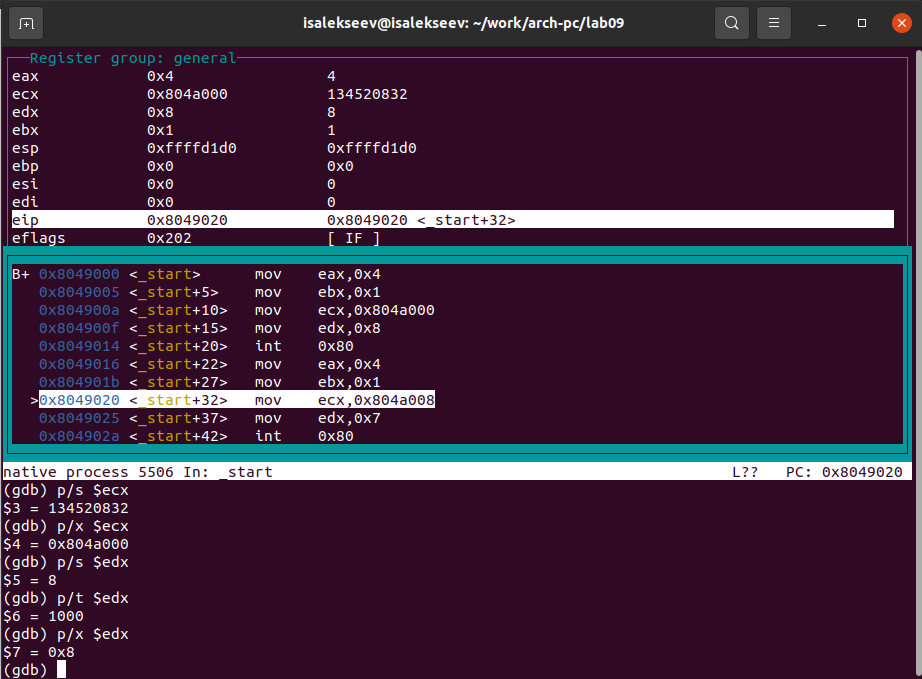 isalekseev@isalekseev: ~/work/arch-pc/lab09
Register group: general
eax 0x4 4
ecx 0x804a000 134520832
edx 0x8 8
ebx 0x1 1
esp 0xffffd1d0 0xffffd1d0
ebp 0x0 0x0
esi 0x0 0
edi 0x0 0
eip 0x8049020 0x8049020 <_start+32>
eflags 0x202 [ IF ]
B+ 0x8049000 <_start> mov eax,0x4
0x8049005 <_start+5> mov ebx,0x1
0x804900a <_start+10> mov ecx,0x804a000
0x804900f <_start+15> mov edx,0x8
0x8049014 <_start+20> int 0x80
0x8049016 <_start+22> mov eax,0x4
0x804901b <_start+27> mov ebx,0x1
>0x8049020 <_start+32> mov ecx,0x804a008
0x8049025 <_start+37> mov edx,0x7
0x804902a <_start+42> int 0x80
native process 5506 In: _start L?? PC: 0x8049020
(gdb) p/s $ecx
$3 = 134520832
(gdb) p/x $ecx
$4 = 0x804a000
(gdb) p/s $edx
$5 = 8
(gdb) p/t $edx
$6 = 1000
(gdb) p/x $edx
$7 = 0x8
(gdb)